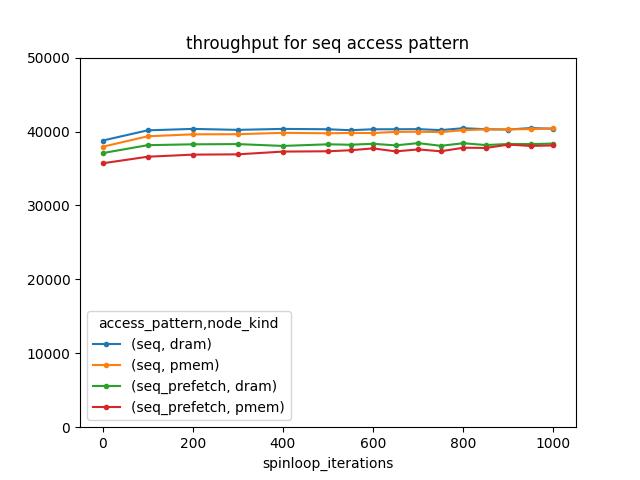 throughput for seq access pattern
50000
40000
30000
20000
10000
0
access_pattern,node_kind
(seq, dram)
(seq, pmem)
(seq_prefetch, dram)
(seq_prefetch, pmem)
0 200 400 600 800 1000
spinloop_iterations